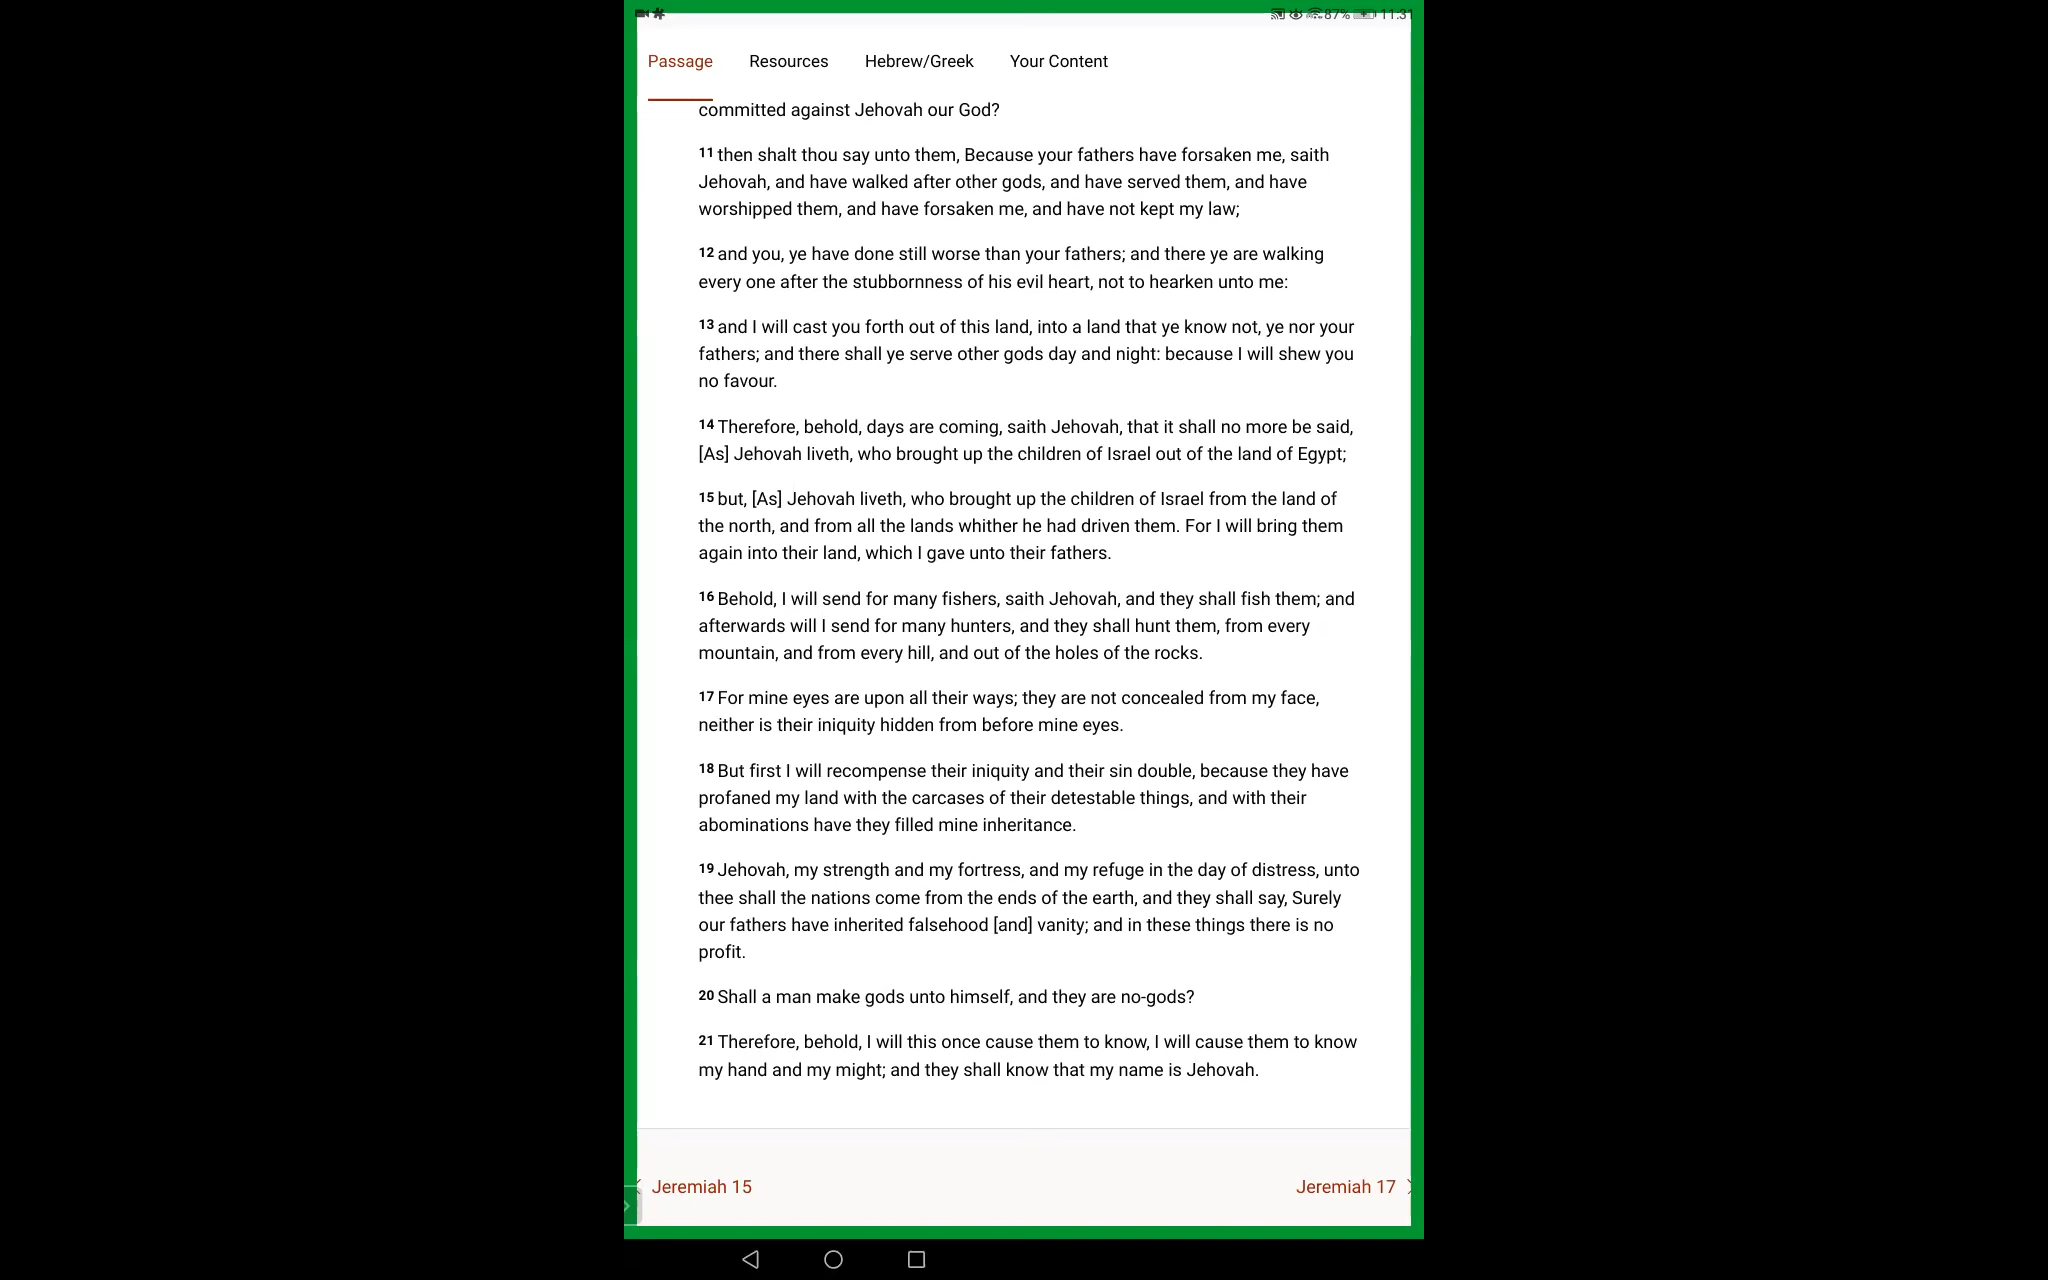 87% 11:31
Passage Resources Hebrew/Greek Your Content
committed against Jehovah our God?
11 then shalt thou say unto them, Because your fathers have forsaken me, saith
Jehovah, and have walked after other gods, and have served them, and have
worshipped them, and have forsaken me, and have not kept my law;
12 and you, ye have done still worse than your fathers; and there ye are walking
every one after the stubbornness of his evil heart, not to hearken unto me:
13 and I will cast you forth out of this land, into a land that ye know not, ye nor your
fathers; and there shall ye serve other gods day and night: because I will shew you
no favour.
14 Therefore, behold, days are coming, saith Jehovah, that it shall no more be said,
[As] Jehovah liveth, who brought up the children of Israel out of the land of Egypt;
15 but, [As] Jehovah liveth, who brought up the children of Israel from the land of
the north, and from all the lands whither he had driven them. For I will bring them
again into their land, which I gave unto their fathers.
16 Behold, I will send for many fishers, saith Jehovah, and they shall fish them; and
afterwards will I send for many hunters, and they shall hunt them, from every
mountain, and from every hill, and out of the holes of the rocks.
17 For mine eyes are upon all their ways; they are not concealed from my face,
neither is their iniquity hidden from before mine eyes.
18 But first I will recompense their iniquity and their sin double, because they have
profaned my land with the carcases of their detestable things, and with their
abominations have they filled mine inheritance.
19 Jehovah, my strength and my fortress, and my refuge in the day of distress, unto
thee shall the nations come from the ends of the earth, and they shall say, Surely
our fathers have inherited falsehood [and] vanity; and in these things there is no
profit.
20 Shall a man make gods unto himself, and they are no-gods?
21 Therefore, behold, I will this once cause them to know, I will cause them to know
my hand and my might; and they shall know that my name is Jehovah.
Jeremiah 15 Jeremiah 17